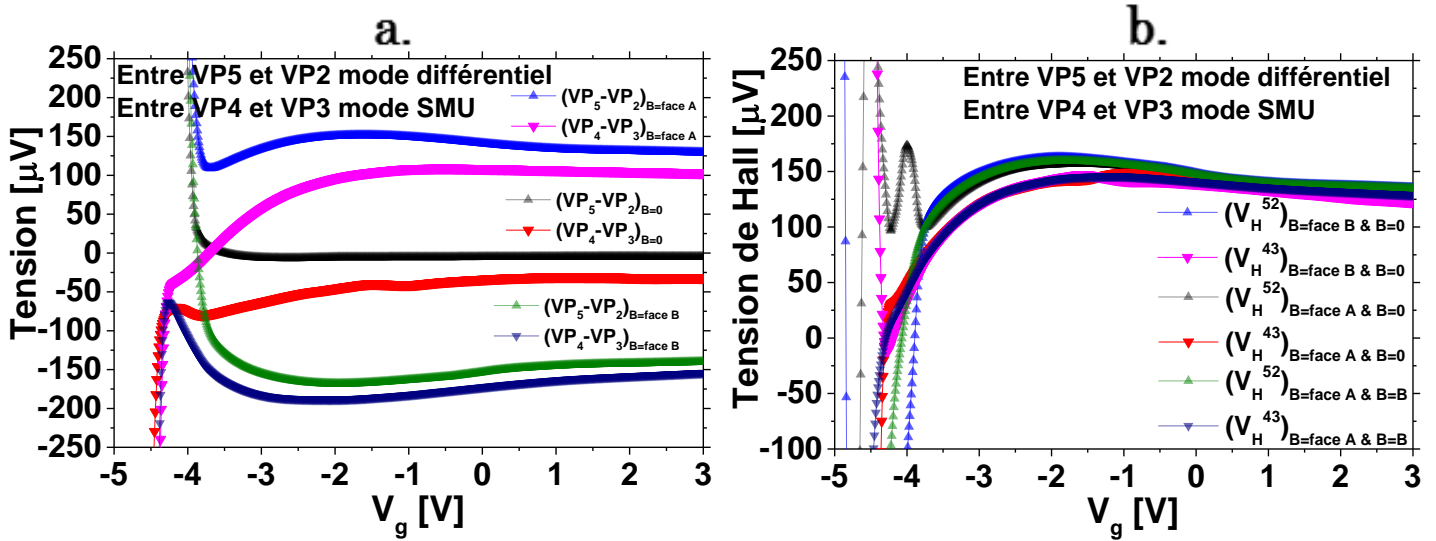 a.
Entre VP5 et VP2 mode différentiel
Entre VP4 et VP3 mode SMU
(VP5-VP2)B=face A
(VP4-VP3)B=face A
(VP5-VP2)B=0
(VP4-VP3)B=0
(VP5-VP2)B=face B
(VP4-VP3)B=face B
Tension [µV]
250
200
150
100
50
0
-50
-100
-150
-200
-250
-5
-4
-3
-2
-1
0
1
2
3
Vg [V]
b.
Entre VP5 et VP2 mode différentiel
Entre VP4 et VP3 mode SMU
(VH52)B=face B & B=0
(VH43)B=face B & B=0
(VH52)B=face A & B=0
(VH43)B=face A & B=0
(VH52)B=face A & B=B
(VH43)B=face A & B=B
Tension de Hall [µV]
250
200
150
100
50
0
-50
-100
-5
-4
-3
-2
-1
0
1
2
3
Vg [V]